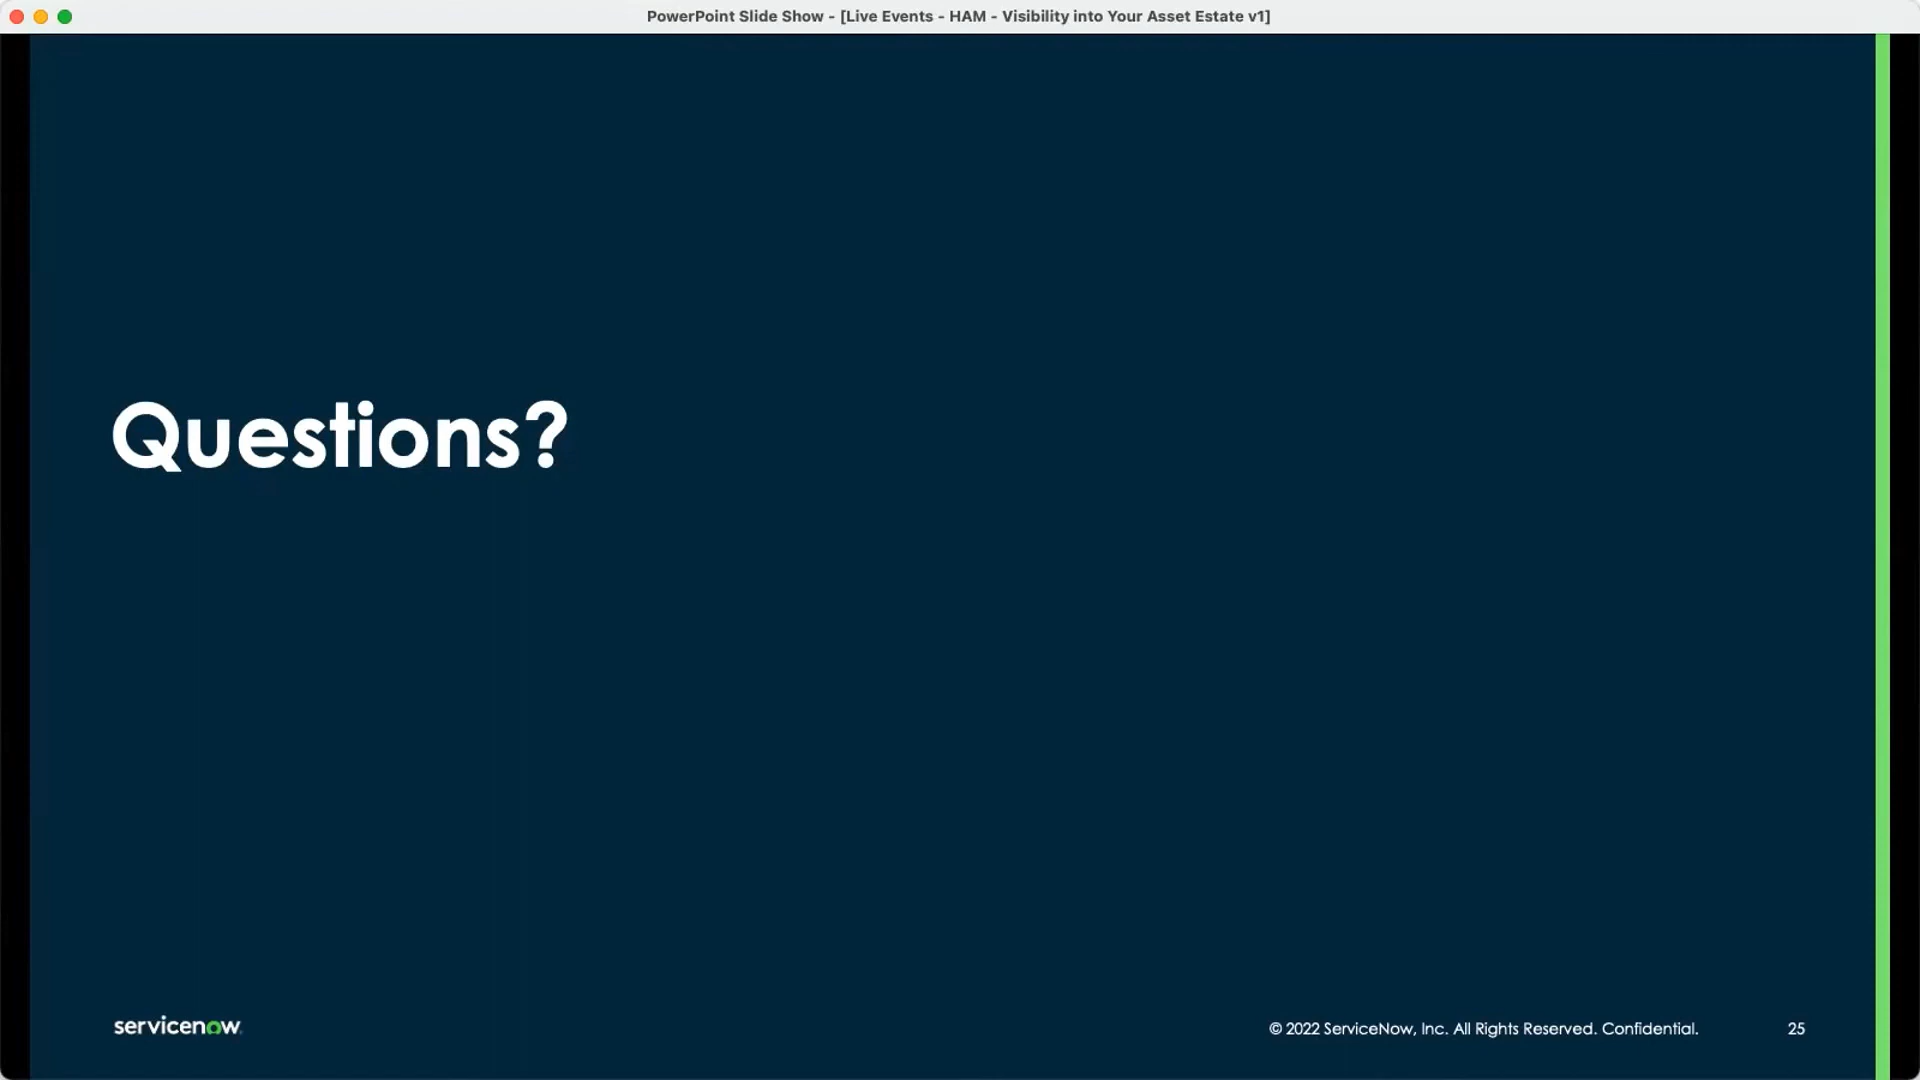 PowerPoint Slide Show - [Live Events - HAM - Visibility into Your Asset Estate v1]
Questions?
servicenow
© 2022 ServiceNow, Inc. All Rights Reserved. Confidential.
25